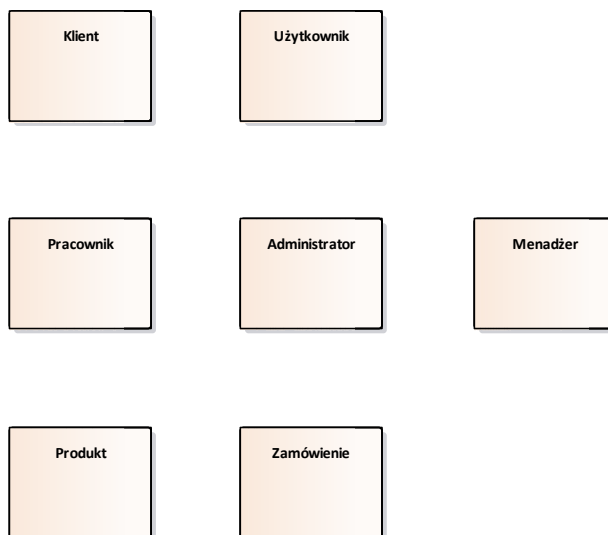 Klient
Użytkownik
Pracownik
Administrator
Menadżer
Produkt
Zamówienie